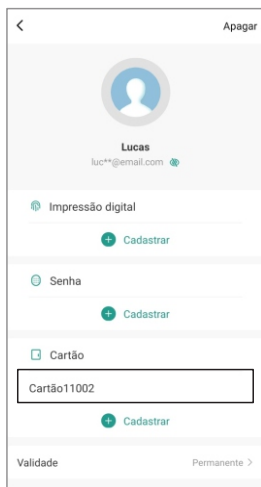 Apagar
Lucas
luc**@email.com
Impressão digital
Cadastrar
Senha
Cadastrar
Cartão
Cartão11002
Cadastrar
Validade Permanente >